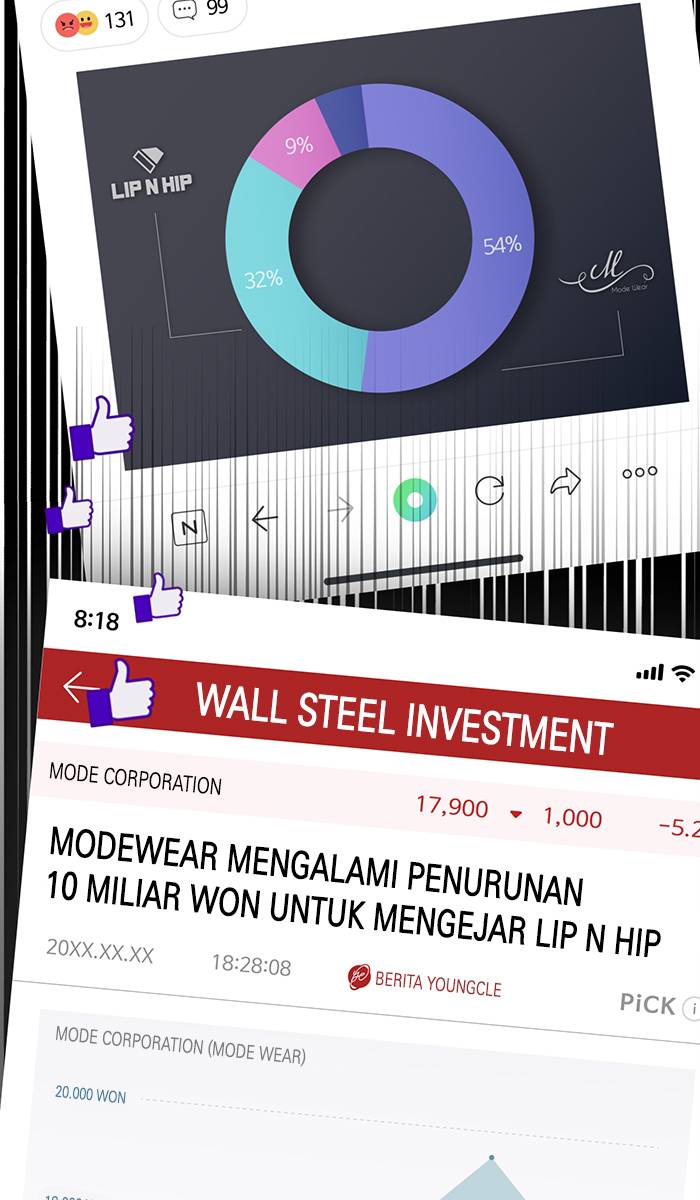 131
99
LIP N HIP
9%
32%
54%
M
Mode Wear
N
8:18
WALL STEEL INVESTMENT
MODE CORPORATION
17,900 ▼ 1,000
MODEWEAR MENGALAMI PENURUNAN
10 MILIAR WON UNTUK MENGEJAR LIP N HIP
20XX.XX.XX 18:28:08 BERITA YOUNGCLE
PiCK i
MODE CORPORATION (MODE WEAR)
20.000 WON